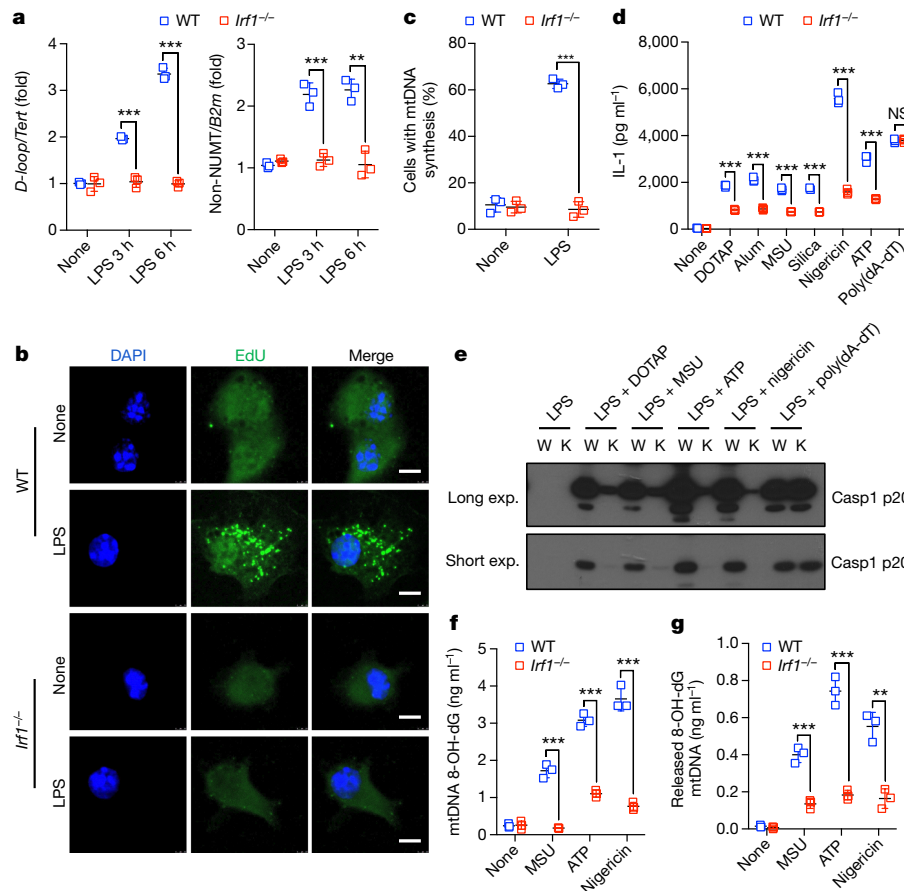 a
WT
Irf1−/−
D-loop/Tert (fold)
4
3
2
1
0
None
LPS 3 h
LPS 6 h
***
***
Non-NUMT/B2m (fold)
3
2
1
0
None
LPS 3 h
LPS 6 h
***
**
c
WT
Irf1−/−
Cells with mtDNA
synthesis (%)
80
60
40
20
0
None
LPS
***
d
WT
Irf1−/−
IL-1 (pg ml−1)
8,000
6,000
4,000
2,000
0
***
***
***
***
***
***
NS
None
DOTAP
Alum
MSU
Silica
Nigericin
ATP
Poly(dA-dT)
b
DAPI
EdU
Merge
WT
None
LPS
Irf1−/−
None
LPS
e
LPS
LPS + DOTAP
LPS + MSU
LPS + ATP
LPS + nigericin
LPS + poly(dA-dT)
W K W K W K W K W K W K
Long exp.
Casp1 p20
Short exp.
Casp1 p20
f
WT
Irf1−/−
mtDNA 8-OH-dG (ng ml−1)
5
4
3
2
1
0
***
***
***
None
MSU
ATP
Nigericin
g
WT
Irf1−/−
Released 8-OH-dG
mtDNA (ng ml−1)
1.0
0.8
0.6
0.4
0.2
0
***
***
**
None
MSU
ATP
Nigericin